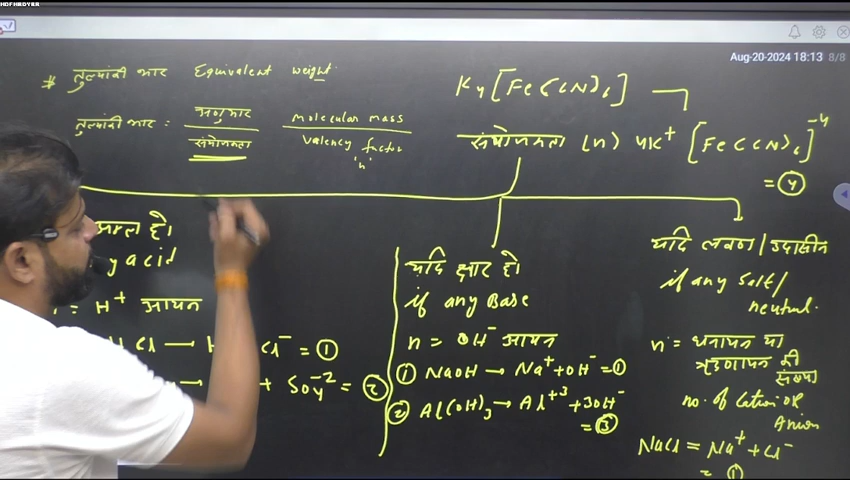 Aug-20-2024 18:13 8/8
# तुल्यांकी भार Equivalent weight
तुल्यांकी भार = अणुभार / संयोजकता Molecular mass / Valency factor 'n'
K4[Fe(CN)6]
संयोजकता (n) 4K+ [Fe(CN)6]-4
= (4)
अम्ल हो
y acid
= H+ आयन
Cl → H Cl- = (1)
→ + SO4-2 = (2)
यदि क्षार हो
if any Base
n = OH- आयन
(1) NaOH → Na+ + OH- = (1)
(2) Al(OH)3 → Al+3 + 3OH-
= (3)
यदि लवण / उदासीन
if any Salt /
neutral.
n = धनायन या
ऋणायन की
संख्या
no. of Cation OR
Anion
NaCl = Na+ + Cl-
= (1)